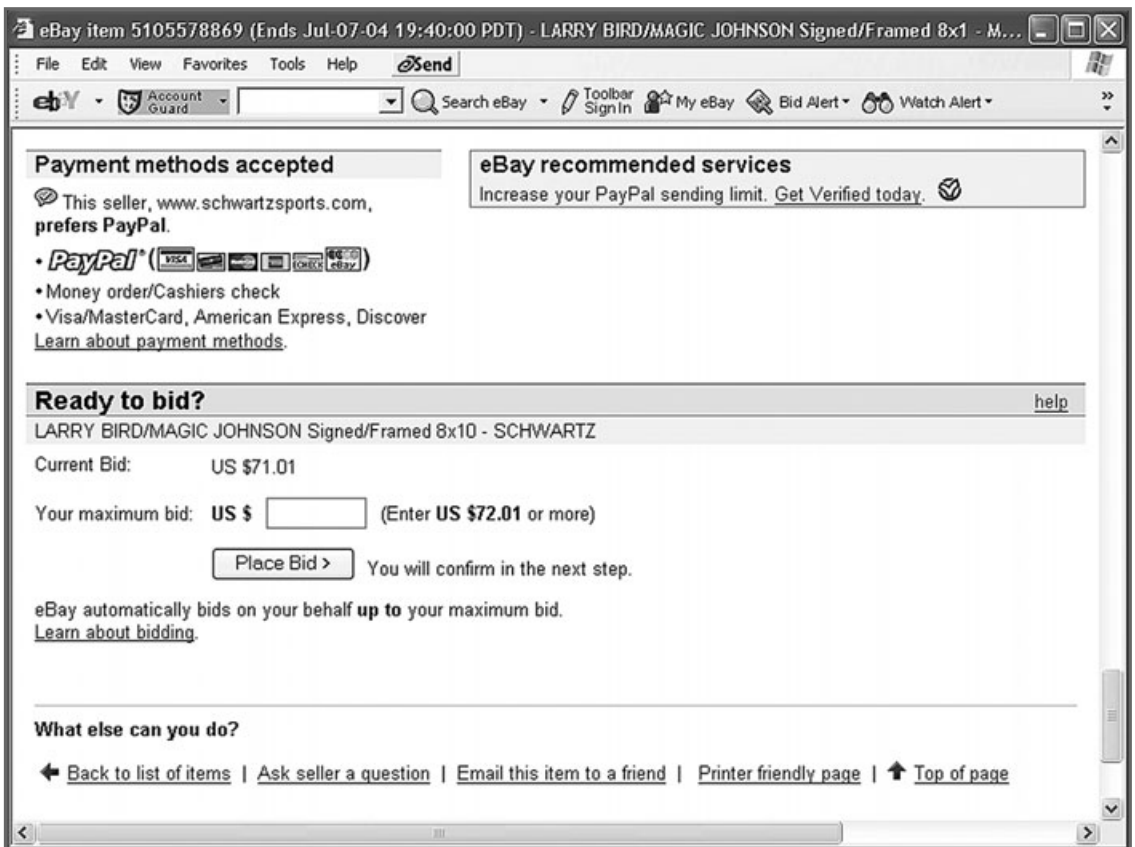 eBay item 5105578869 (Ends Jul-07-04 19:40:00 PDT) - LARRY BIRD/MAGIC JOHNSON Signed/Framed 8x1 - M...
File Edit View Favorites Tools Help Send
ebY Account Guard Search eBay Toolbar Sign In My eBay Bid Alert Watch Alert
Payment methods accepted
eBay recommended services
Increase your PayPal sending limit. Get Verified today.
This seller, www.schwartzsports.com,
prefers PayPal.
• PayPal® (VISA CHECK eBay)
• Money order/Cashiers check
• Visa/MasterCard, American Express, Discover
Learn about payment methods.
Ready to bid? help
LARRY BIRD/MAGIC JOHNSON Signed/Framed 8x10 - SCHWARTZ
Current Bid: US $71.01
Your maximum bid: US $ (Enter US $72.01 or more)
Place Bid > You will confirm in the next step.
eBay automatically bids on your behalf up to your maximum bid.
Learn about bidding.
What else can you do?
Back to list of items | Ask seller a question | Email this item to a friend | Printer friendly page | Top of page